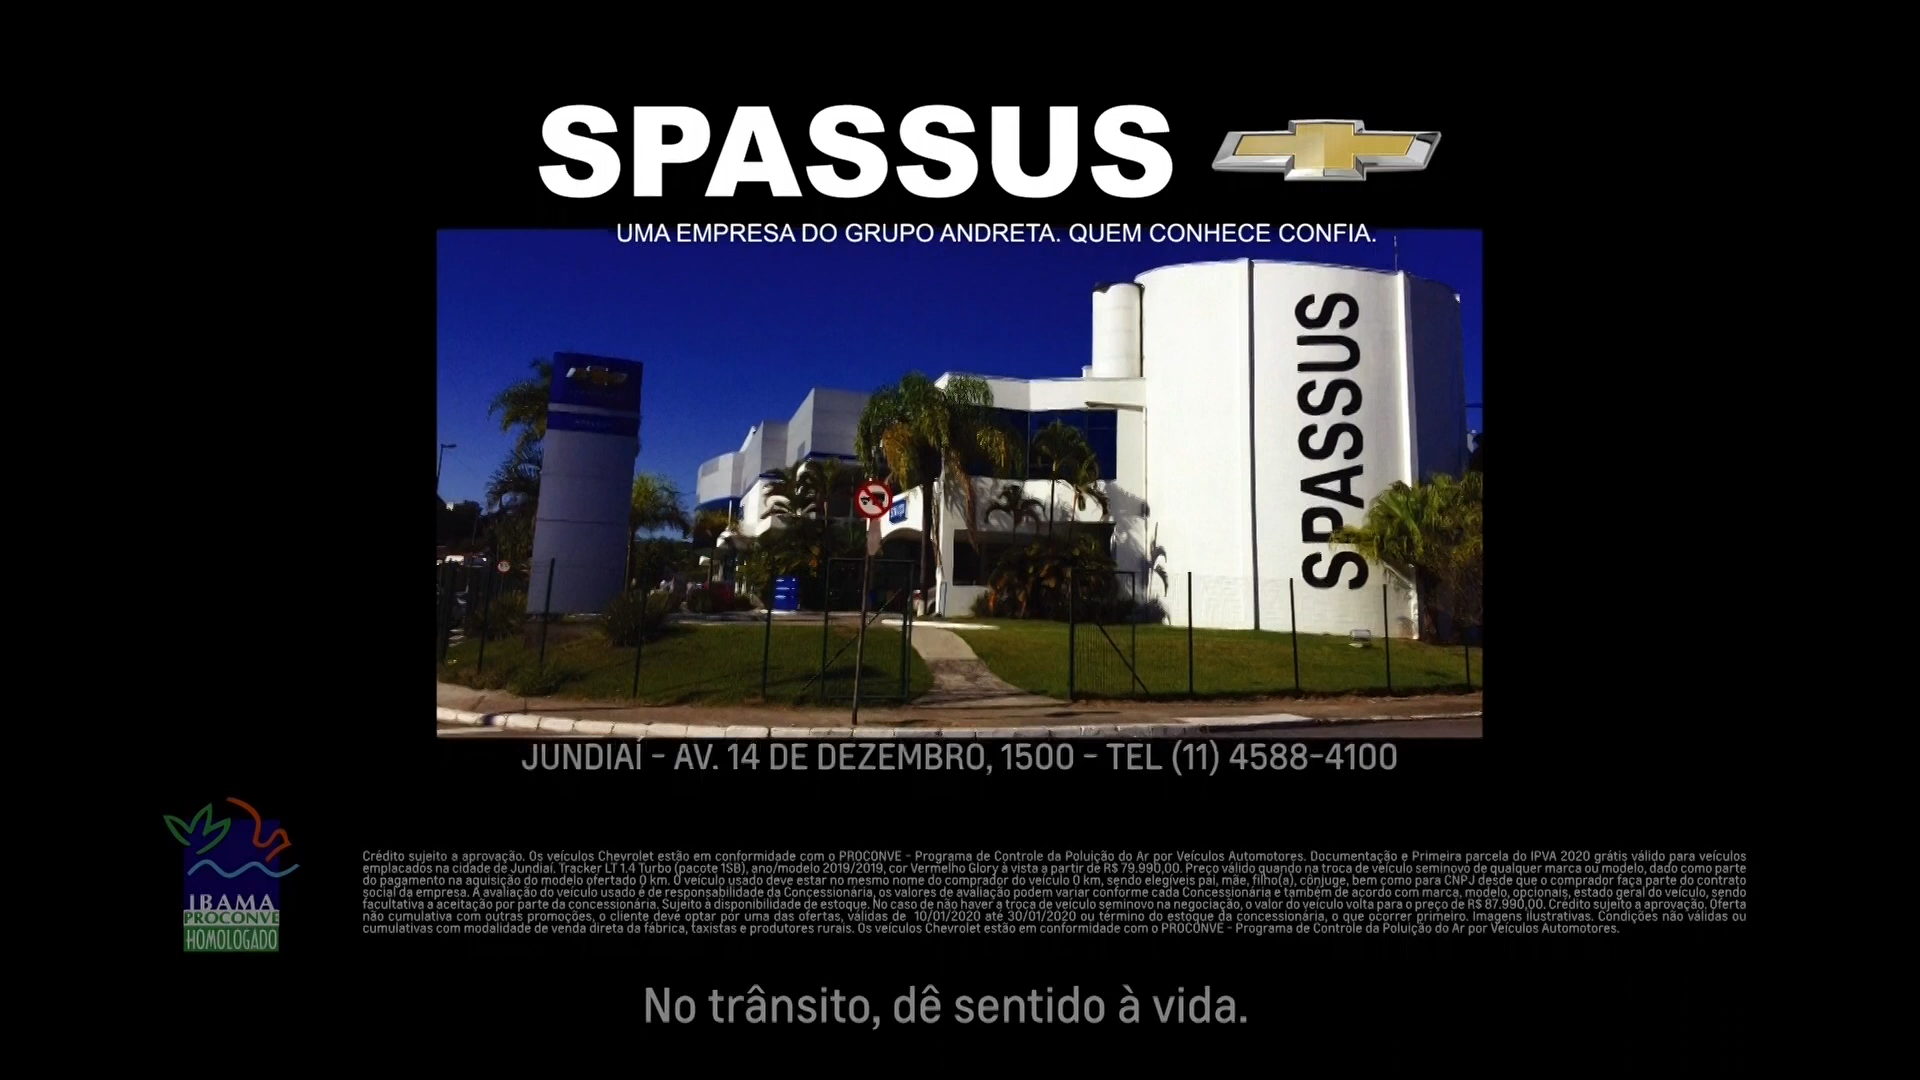 SPASSUS
UMA EMPRESA DO GRUPO ANDRETA. QUEM CONHECE CONFIA.
SPASSUS
JUNDIAÍ - AV. 14 DE DEZEMBRO, 1500 - TEL (11) 4588-4100
IBAMA
PROCONVE
HOMOLOGADO
Crédito sujeito a aprovação. Os veículos Chevrolet estão em conformidade com o PROCONVE - Programa de Controle da Poluição do Ar por Veículos Automotores. Documentação e Primeira parcela do IPVA 2020 grátis válido para veículos
emplacados na cidade de Jundiaí. Tracker LT 1.4 Turbo (pacote 1SB), ano/modelo 2019/2019, cor Vermelho Glory à vista a partir de R$ 79.990,00. Preço válido quando na troca de veículo seminovo de qualquer marca ou modelo, dado como parte
do pagamento na aquisição do modelo ofertado 0 km. O veículo usado deve estar no mesmo nome do comprador do veículo 0 km, sendo elegíveis pai, mãe, filho(a), cônjuge, bem como para CNPJ desde que o comprador faça parte do contrato
social da empresa. A avaliação do veículo usado é de responsabilidade da Concessionária, os valores de avaliação podem variar conforme cada Concessionária e também de acordo com marca, modelo, opcionais, estado geral do veículo, sendo
facultativa a aceitação por parte da concessionária. Sujeito à disponibilidade de estoque. No caso de não haver a troca de veículo seminovo na negociação, o valor do veículo volta para o preço de R$ 87.990,00. Crédito sujeito a aprovação. Oferta
não cumulativa com outras promoções, o cliente deve optar por uma das ofertas, válidas de 10/01/2020 até 30/01/2020 ou término do estoque da concessionária, o que ocorrer primeiro. Imagens ilustrativas. Condições não válidas ou
cumulativas com modalidade de venda direta da fábrica, taxistas e produtores rurais. Os veículos Chevrolet estão em conformidade com o PROCONVE - Programa de Controle da Poluição do Ar por Veículos Automotores.
No trânsito, dê sentido à vida.